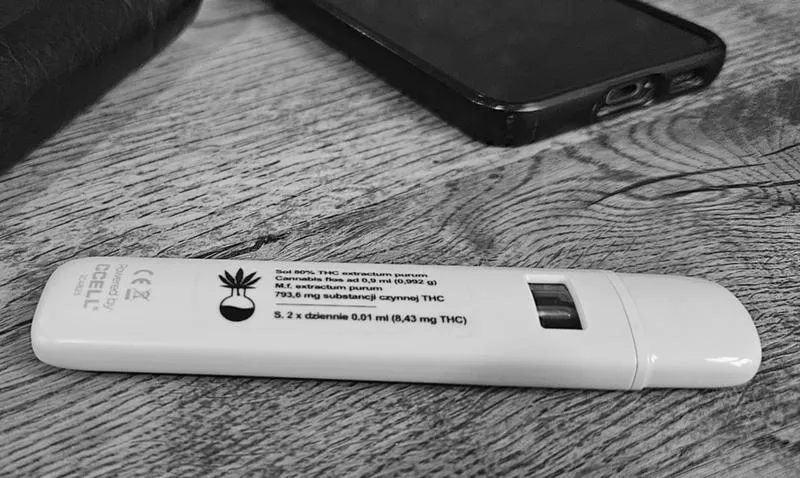 Powered by
CCELL
CE
Sol 80% THC extractum purum
Cannabis flos ad 0,9 ml (0,992 g)
M.f. extractum purum
793,6 mg substancji czynnej THC
S. 2 x dziennie 0.01 ml (8,43 mg THC)